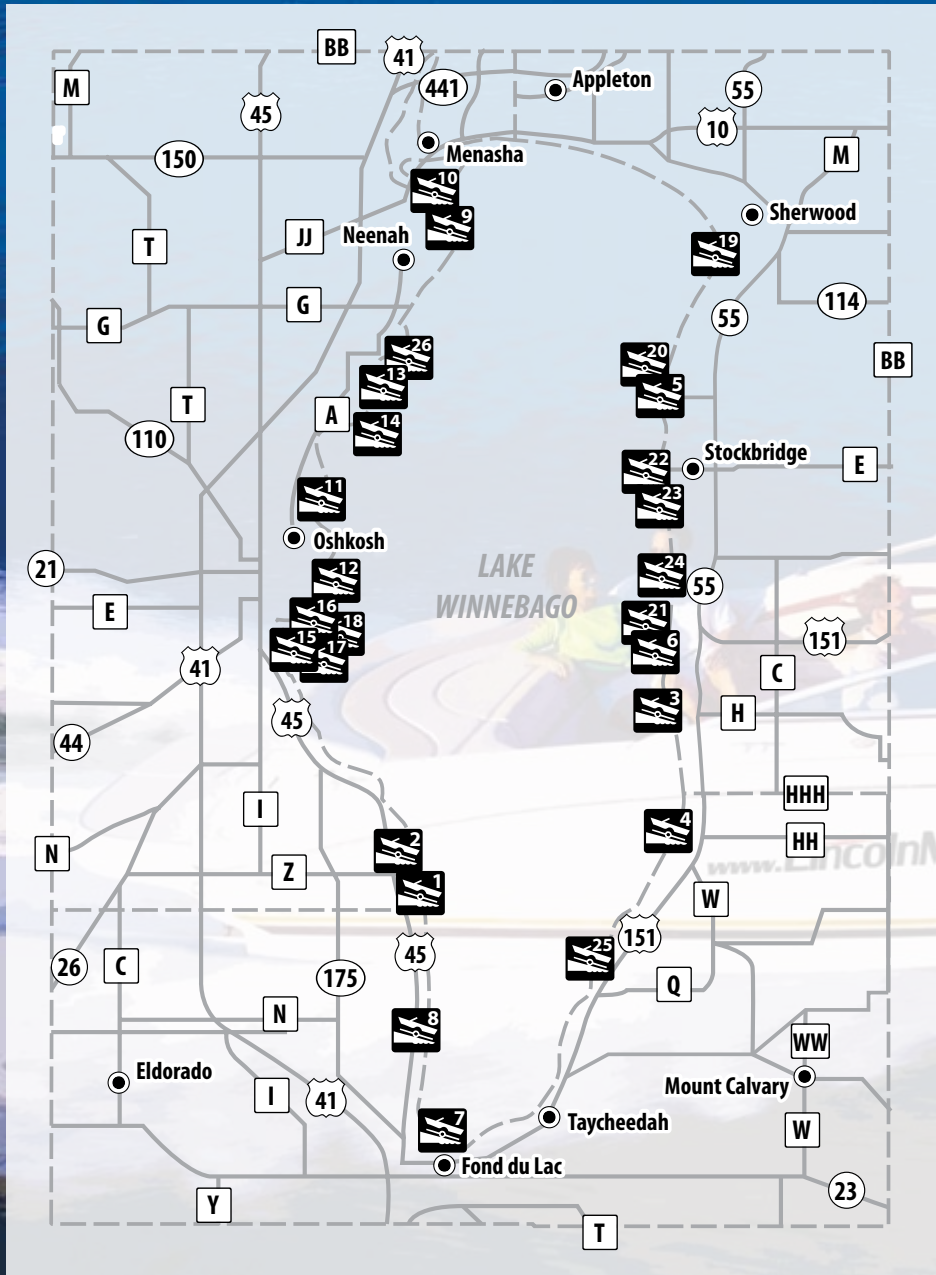 BB
41
M
441
Appleton
55
45
10
150
Menasha
M
10
Sherwood
9
T
JJ
Neenah
19
G
G
114
55
26
20
BB
13
5
T
A
14
110
Stockbridge
22
E
11
23
Oshkosh
LAKE
WINNEBAGO
21
12
24
55
E
16
18
21
151
15
17
6
41
C
3
45
H
44
I
HHH
4
2
HH
N
Z
www.LincolnM
1
W
26
C
175
45
25
151
Q
N
8
WW
Eldorado
Mount Calvary
I
41
7
Taycheedah
W
Fond du Lac
23
Y
T